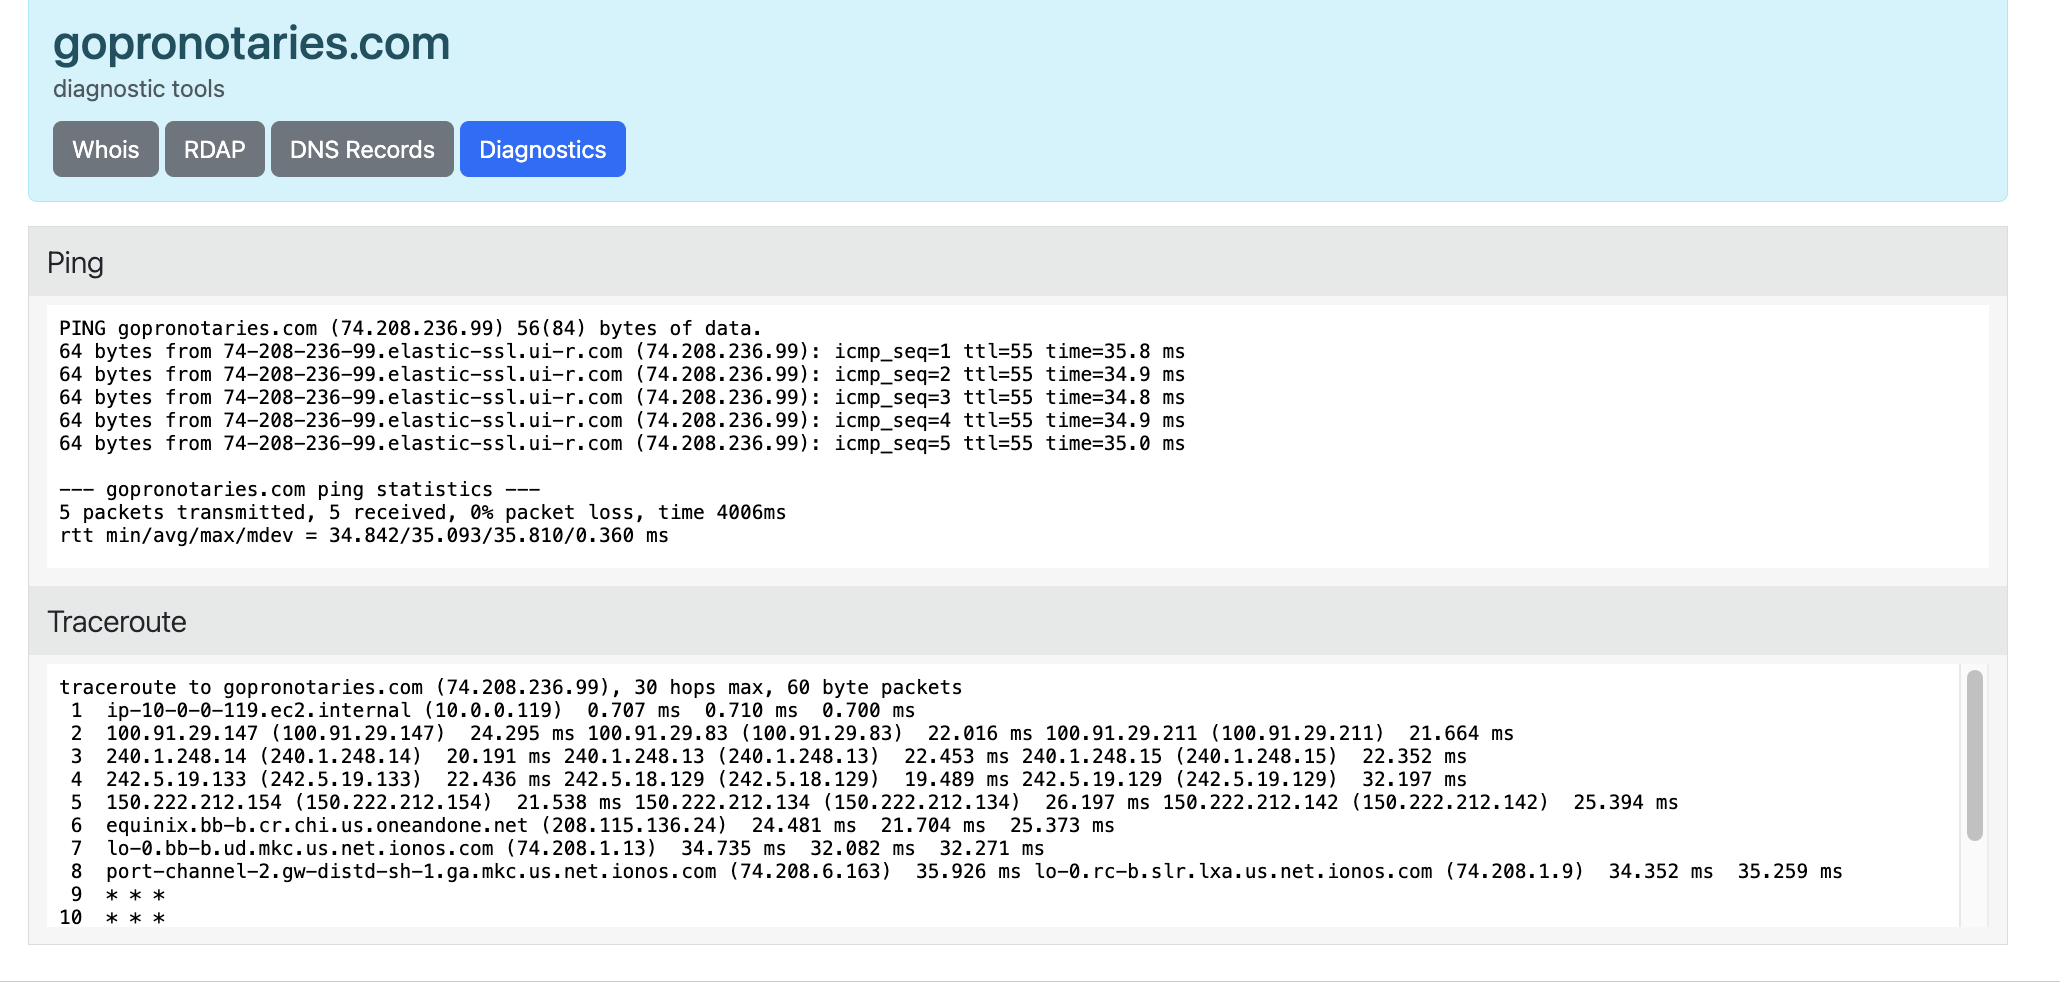 gopronotaries.com
diagnostic tools
Whois RDAP DNS Records Diagnostics
Ping
PING gopronotaries.com (74.208.236.99) 56(84) bytes of data.
64 bytes from 74-208-236-99.elastic-ssl.ui-r.com (74.208.236.99): icmp_seq=1 ttl=55 time=35.8 ms
64 bytes from 74-208-236-99.elastic-ssl.ui-r.com (74.208.236.99): icmp_seq=2 ttl=55 time=34.9 ms
64 bytes from 74-208-236-99.elastic-ssl.ui-r.com (74.208.236.99): icmp_seq=3 ttl=55 time=34.8 ms
64 bytes from 74-208-236-99.elastic-ssl.ui-r.com (74.208.236.99): icmp_seq=4 ttl=55 time=34.9 ms
64 bytes from 74-208-236-99.elastic-ssl.ui-r.com (74.208.236.99): icmp_seq=5 ttl=55 time=35.0 ms
--- gopronotaries.com ping statistics ---
5 packets transmitted, 5 received, 0% packet loss, time 4006ms
rtt min/avg/max/mdev = 34.842/35.093/35.810/0.360 ms
Traceroute
traceroute to gopronotaries.com (74.208.236.99), 30 hops max, 60 byte packets
1  ip-10-0-0-119.ec2.internal (10.0.0.119)  0.707 ms  0.710 ms  0.700 ms
2  100.91.29.147 (100.91.29.147)  24.295 ms 100.91.29.83 (100.91.29.83)  22.016 ms 100.91.29.211 (100.91.29.211)  21.664 ms
3  240.1.248.14 (240.1.248.14)  20.191 ms 240.1.248.13 (240.1.248.13)  22.453 ms 240.1.248.15 (240.1.248.15)  22.352 ms
4  242.5.19.133 (242.5.19.133)  22.436 ms 242.5.18.129 (242.5.18.129)  19.489 ms 242.5.19.129 (242.5.19.129)  32.197 ms
5  150.222.212.154 (150.222.212.154)  21.538 ms 150.222.212.134 (150.222.212.134)  26.197 ms 150.222.212.142 (150.222.212.142)  25.394 ms
6  equinix.bb-b.cr.chi.us.oneandone.net (208.115.136.24)  24.481 ms  21.704 ms  25.373 ms
7  lo-0.bb-b.ud.mkc.us.net.ionos.com (74.208.1.13)  34.735 ms  32.082 ms  32.271 ms
8  port-channel-2.gw-distd-sh-1.ga.mkc.us.net.ionos.com (74.208.6.163)  35.926 ms lo-0.rc-b.slr.lxa.us.net.ionos.com (74.208.1.9)  34.352 ms  35.259 ms
9  * * *
10  * * *